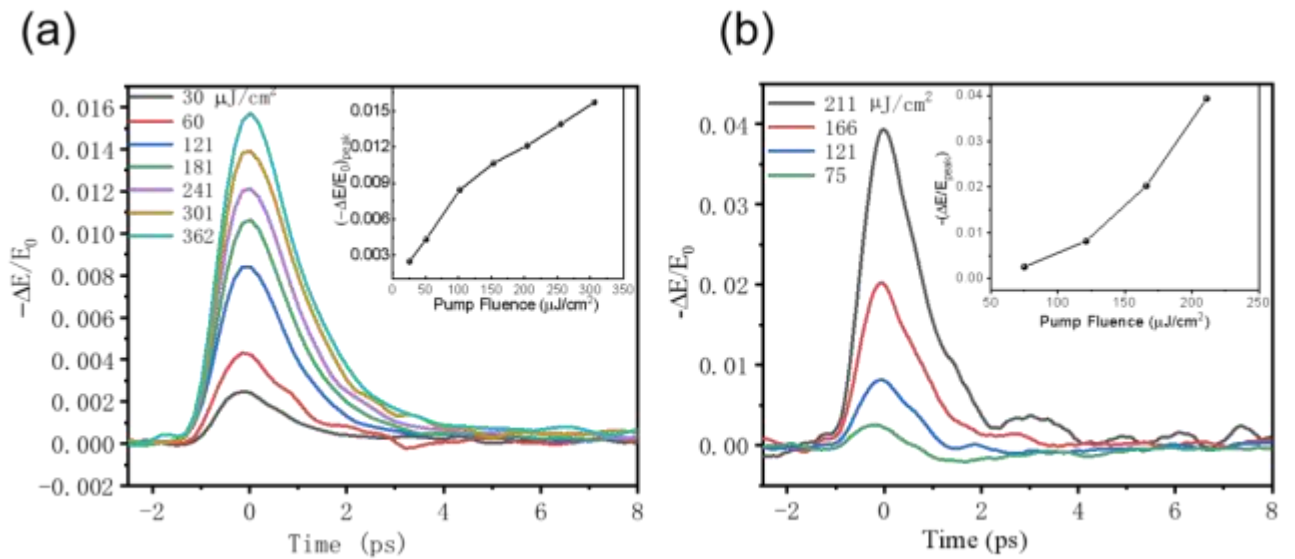 (a)
30 μJ/cm²
60
121
181
241
301
362
0.016
0.014
0.012
0.010
0.008
0.006
0.004
0.002
0.000
-0.002
−ΔE/E₀
-2 0 2 4 6 8
Time (ps)
0.015
0.012
0.009
0.006
0.003
(−ΔE/E₀)peak
0 50 100 150 200 250 300 350
Pump Fluence (μJ/cm²)
(b)
211 μJ/cm²
166
121
75
0.04
0.03
0.02
0.01
0.00
-ΔE/E₀
-2 0 2 4 6 8
Time (ps)
0.04
0.03
0.02
0.01
0.00
-(ΔE/Epeak)
50 100 150 200 250
Pump Fluence (μJ/cm²)